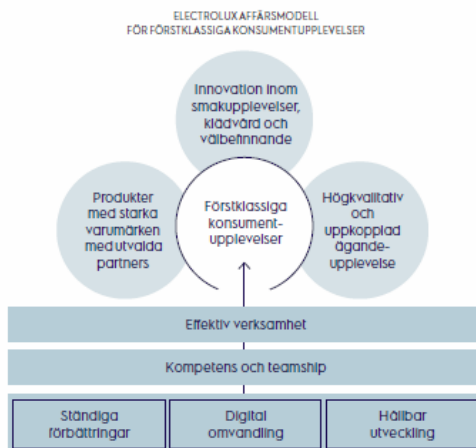 ELECTROLUX AFFÄRSMODELL
FÖR FÖRSTKLASSIGA KONSUMENTUPPLEVELSER
Innovation inom
smakupplevelser,
klädvård och
välbefinnande
Produkter
med starka
varumärken
med utvalda
partners
Förstklassiga
konsument-
upplevelser
Högkvalitativ
och
uppkopplad
ägande-
upplevelse
Effektiv verksamhet
Kompetens och teamship
Ständiga
förbättringar
Digital
omvandling
Hållbar
utveckling